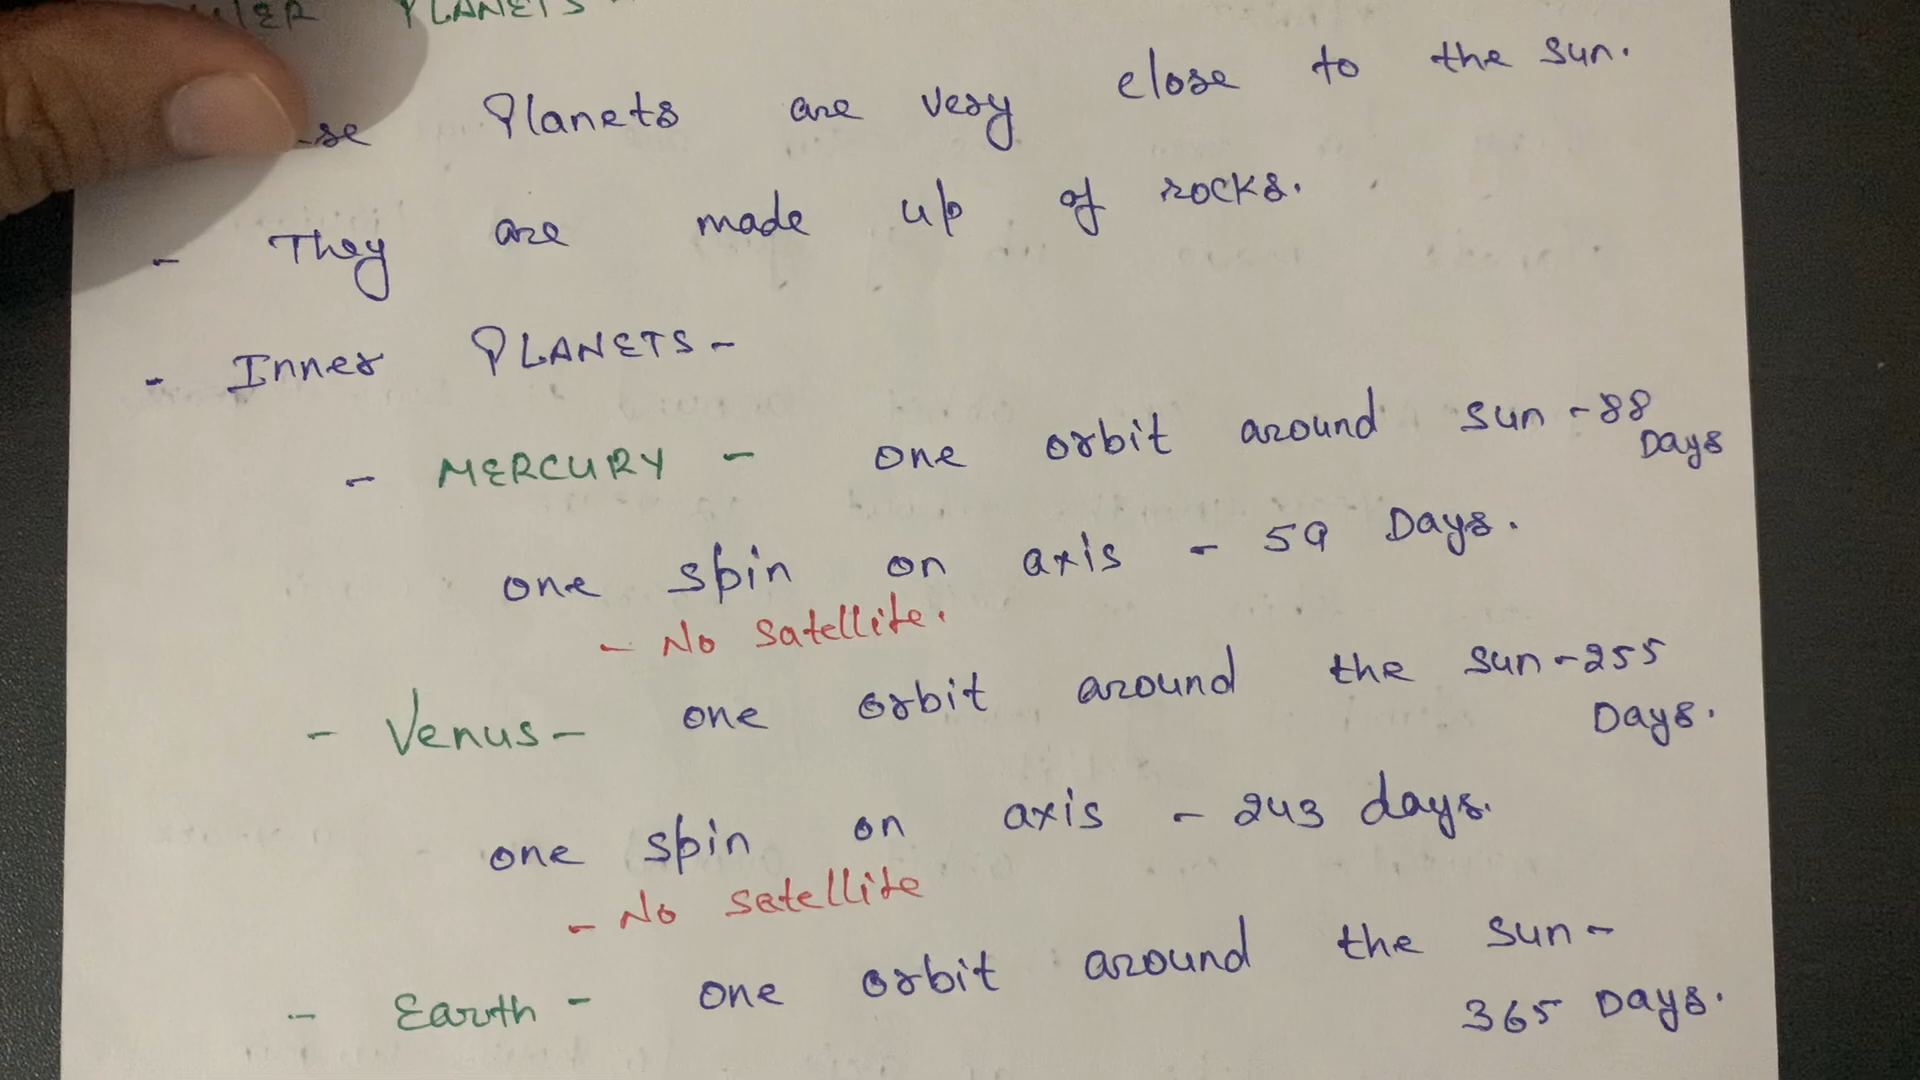 PLANETS
Planets are very close to the sun.
- They are made up of rocks.
- Inner PLANETS -
- MERCURY - one orbit around sun - 88
Days
one spin on axis - 59 Days.
- No satellite.
- Venus - one orbit around the sun - 255
Days.
one spin on axis - 243 days.
- No satellite
- Earth - one orbit around the sun -
365 Days.